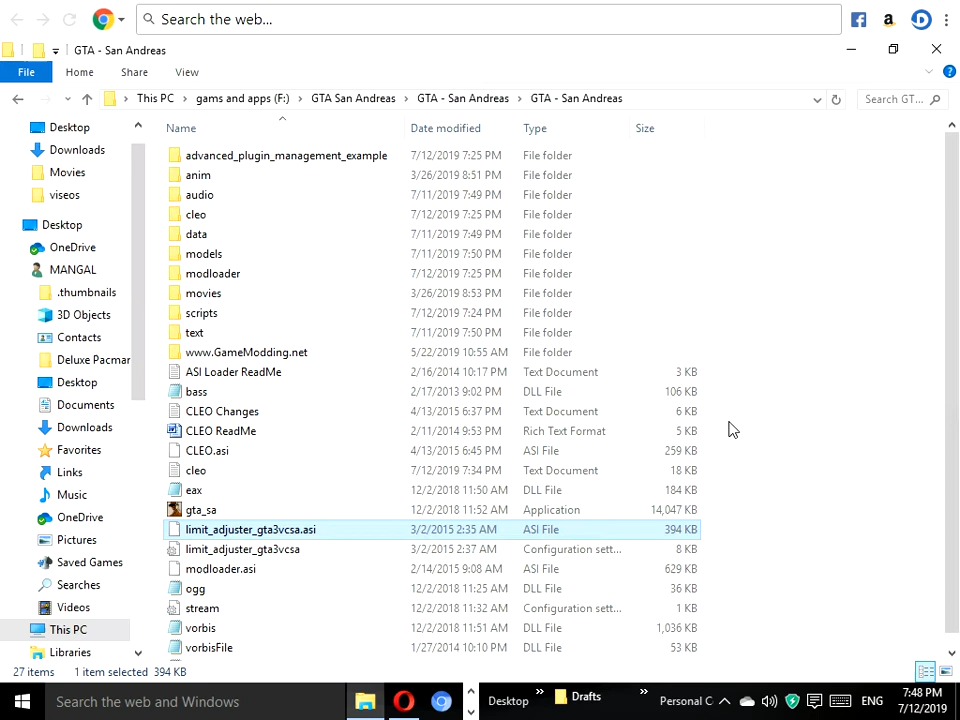 Search the web...
GTA - San Andreas
File Home Share View
This PC gams and apps (F:) GTA San Andreas GTA - San Andreas GTA - San Andreas
Search GT...
Desktop
Downloads
Movies
viseos
Desktop
OneDrive
MANGAL
.thumbnails
3D Objects
Contacts
Deluxe Pacmar
Desktop
Documents
Downloads
Favorites
Links
Music
OneDrive
Pictures
Saved Games
Searches
Videos
This PC
Libraries
Name Date modified Type Size
advanced_plugin_management_example 7/12/2019 7:25 PM File folder
anim 3/26/2019 8:51 PM File folder
audio 7/11/2019 7:49 PM File folder
cleo 7/12/2019 7:25 PM File folder
data 7/11/2019 7:49 PM File folder
models 7/11/2019 7:50 PM File folder
modloader 7/12/2019 7:25 PM File folder
movies 3/26/2019 8:53 PM File folder
scripts 7/12/2019 7:24 PM File folder
text 7/11/2019 7:50 PM File folder
www.GameModding.net 5/22/2019 10:55 AM File folder
ASI Loader ReadMe 2/16/2014 10:17 PM Text Document 3 KB
bass 2/17/2013 9:02 PM DLL File 106 KB
CLEO Changes 4/13/2015 6:37 PM Text Document 6 KB
CLEO ReadMe 2/11/2014 9:53 PM Rich Text Format 5 KB
CLEO.asi 4/13/2015 6:45 PM ASI File 259 KB
cleo 7/12/2019 7:34 PM Text Document 18 KB
eax 12/2/2018 11:50 AM DLL File 184 KB
gta_sa 12/2/2018 11:52 AM Application 14,047 KB
limit_adjuster_gta3vcsa.asi 3/2/2015 2:35 AM ASI File 394 KB
limit_adjuster_gta3vcsa 3/2/2015 2:37 AM Configuration sett... 8 KB
modloader.asi 2/14/2015 9:08 AM ASI File 629 KB
ogg 12/2/2018 11:25 AM DLL File 36 KB
stream 12/2/2018 11:32 AM Configuration sett... 1 KB
vorbis 12/2/2018 11:51 AM DLL File 1,036 KB
vorbisFile 1/27/2014 10:10 PM DLL File 53 KB
27 items 1 item selected 394 KB
Search the web and Windows
Desktop
Drafts
Personal C
ENG
7:48 PM
7/12/2019